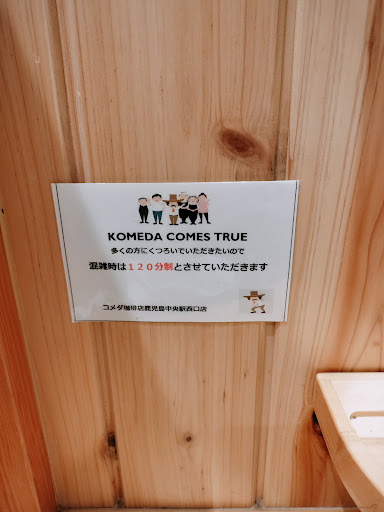 KOMEDA COMES TRUE
多くの方にくつろいでいただきたいので
混雑時は１２０分制とさせていただきます
コメダ珈琲店鹿児島中央駅西口店